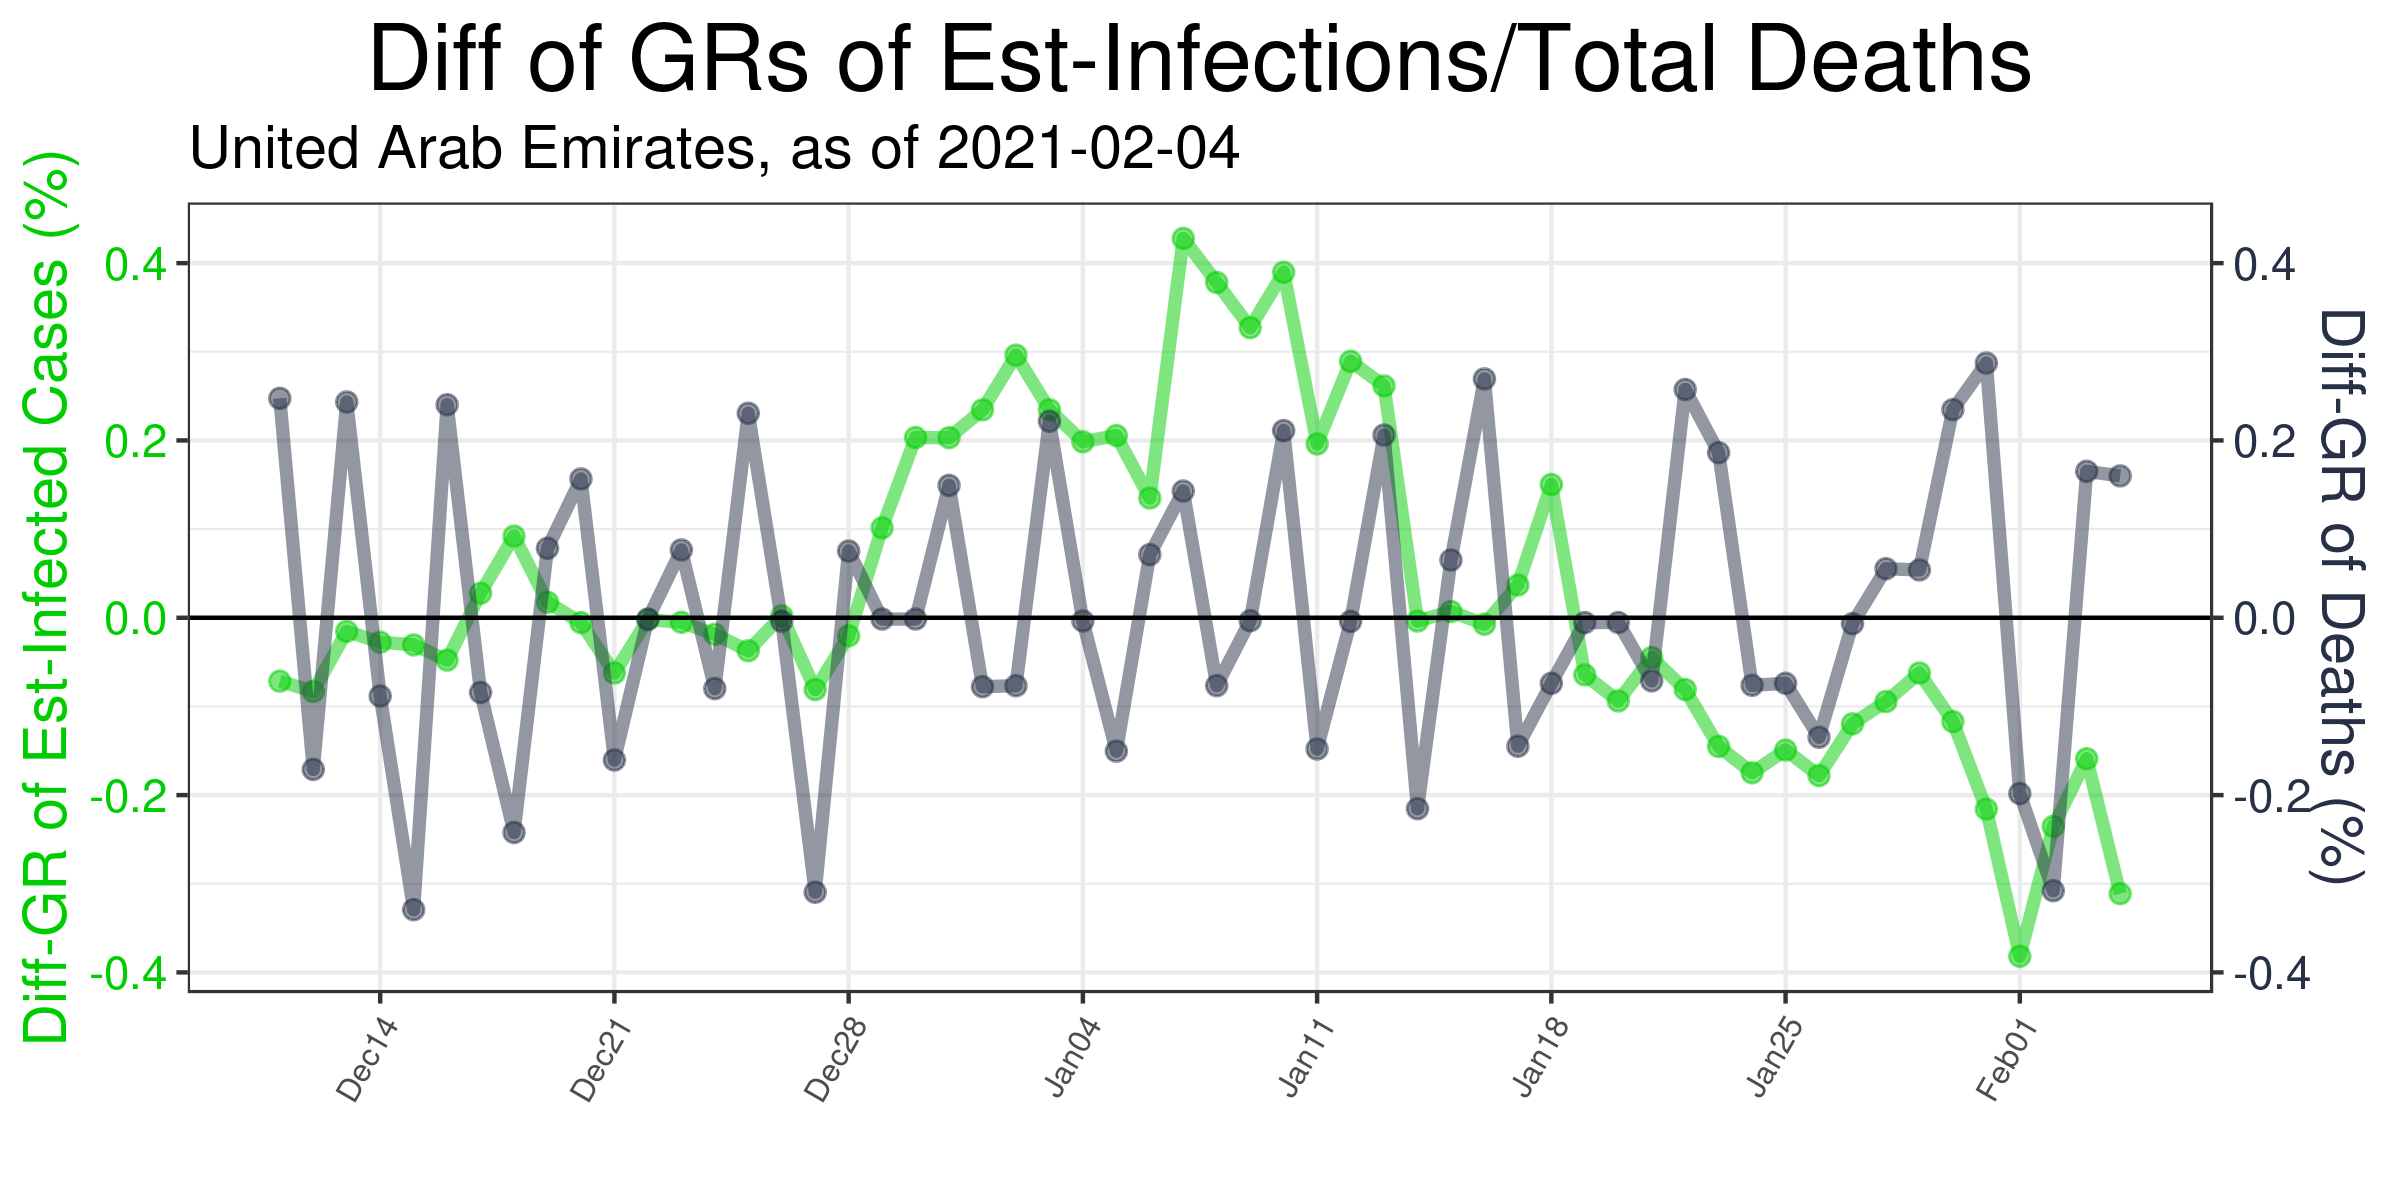 Diff of GRs of Est-Infections/Total Deaths
United Arab Emirates, as of 2021-02-04
Diff-GR of Est-Infected Cases (%)
0.4
0.2
0.0
-0.2
-0.4
0.4
0.2
0.0
-0.2
-0.4
Diff-GR of Deaths (%)
Dec14
Dec21
Dec28
Jan04
Jan11
Jan18
Jan25
Feb01